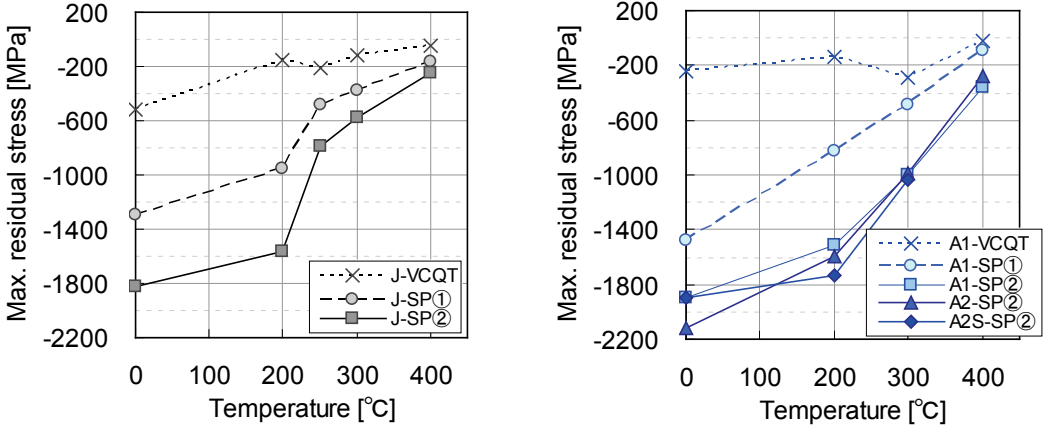 200
-200
-600
-1000
-1400
-1800
-2200
Max. residual stress [MPa]
J-VCQT
J-SP①
J-SP②
0 100 200 300 400
Temperature [℃]
200
-200
-600
-1000
-1400
-1800
-2200
Max. residual stress [MPa]
A1-VCQT
A1-SP①
A1-SP②
A2-SP②
A2S-SP②
0 100 200 300 400
Temperature [℃]